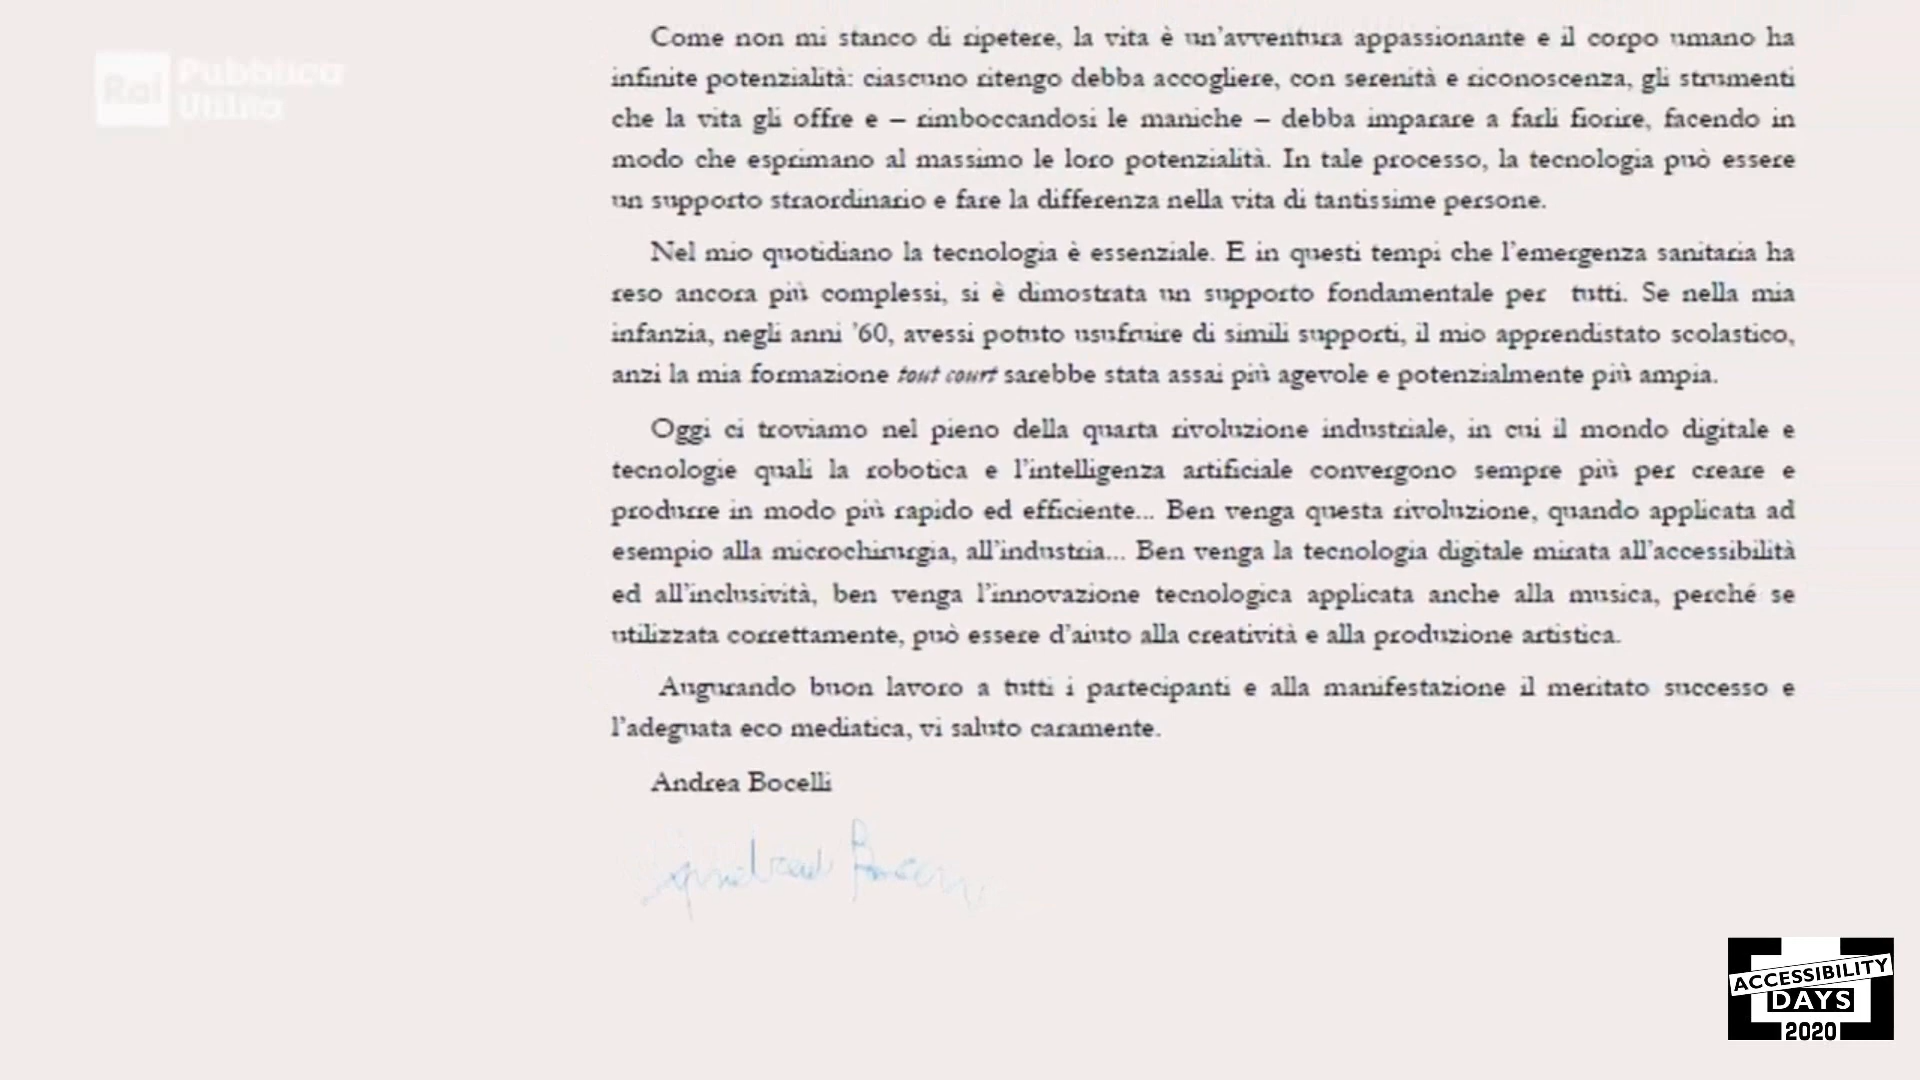 Rai Pubblica
Utilità
Come non mi stanco di ripetere, la vita è un'avventura appassionante e il corpo umano ha
infinite potenzialità: ciascuno ritengo debba accogliere, con serenità e riconoscenza, gli strumenti
che la vita gli offre e – rimboccandosi le maniche – debba imparare a farli fiorire, facendo in
modo che esprimano al massimo le loro potenzialità. In tale processo, la tecnologia può essere
un supporto straordinario e fare la differenza nella vita di tantissime persone.
Nel mio quotidiano la tecnologia è essenziale. E in questi tempi che l'emergenza sanitaria ha
reso ancora più complessi, si è dimostrata un supporto fondamentale per tutti. Se nella mia
infanzia, negli anni '60, avessi potuto usufruire di simili supporti, il mio apprendistato scolastico,
anzi la mia formazione tout court sarebbe stata assai più agevole e potenzialmente più ampia.
Oggi ci troviamo nel pieno della quarta rivoluzione industriale, in cui il mondo digitale e
tecnologie quali la robotica e l'intelligenza artificiale convergono sempre più per creare e
produrre in modo più rapido ed efficiente... Ben venga questa rivoluzione, quando applicata ad
esempio alla microchirurgia, all'industria... Ben venga la tecnologia digitale mirata all'accessibilità
ed all'inclusività, ben venga l'innovazione tecnologica applicata anche alla musica, perché se
utilizzata correttamente, può essere d'aiuto alla creatività e alla produzione artistica.
Augurando buon lavoro a tutti i partecipanti e alla manifestazione il meritato successo e
l'adeguata eco mediatica, vi saluto caramente.
Andrea Bocelli
ACCESSIBILITY
DAYS
2020